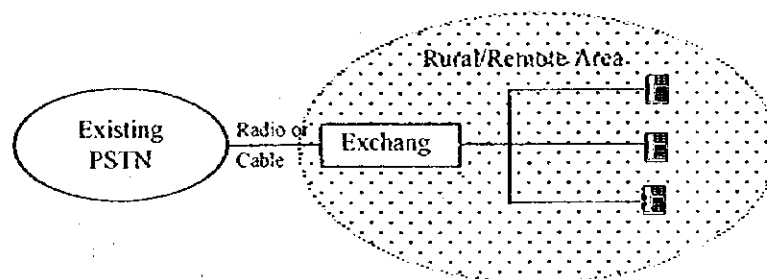 Rural/Remote Area
Existing
PSTN
Radio or
Cable
Exchang